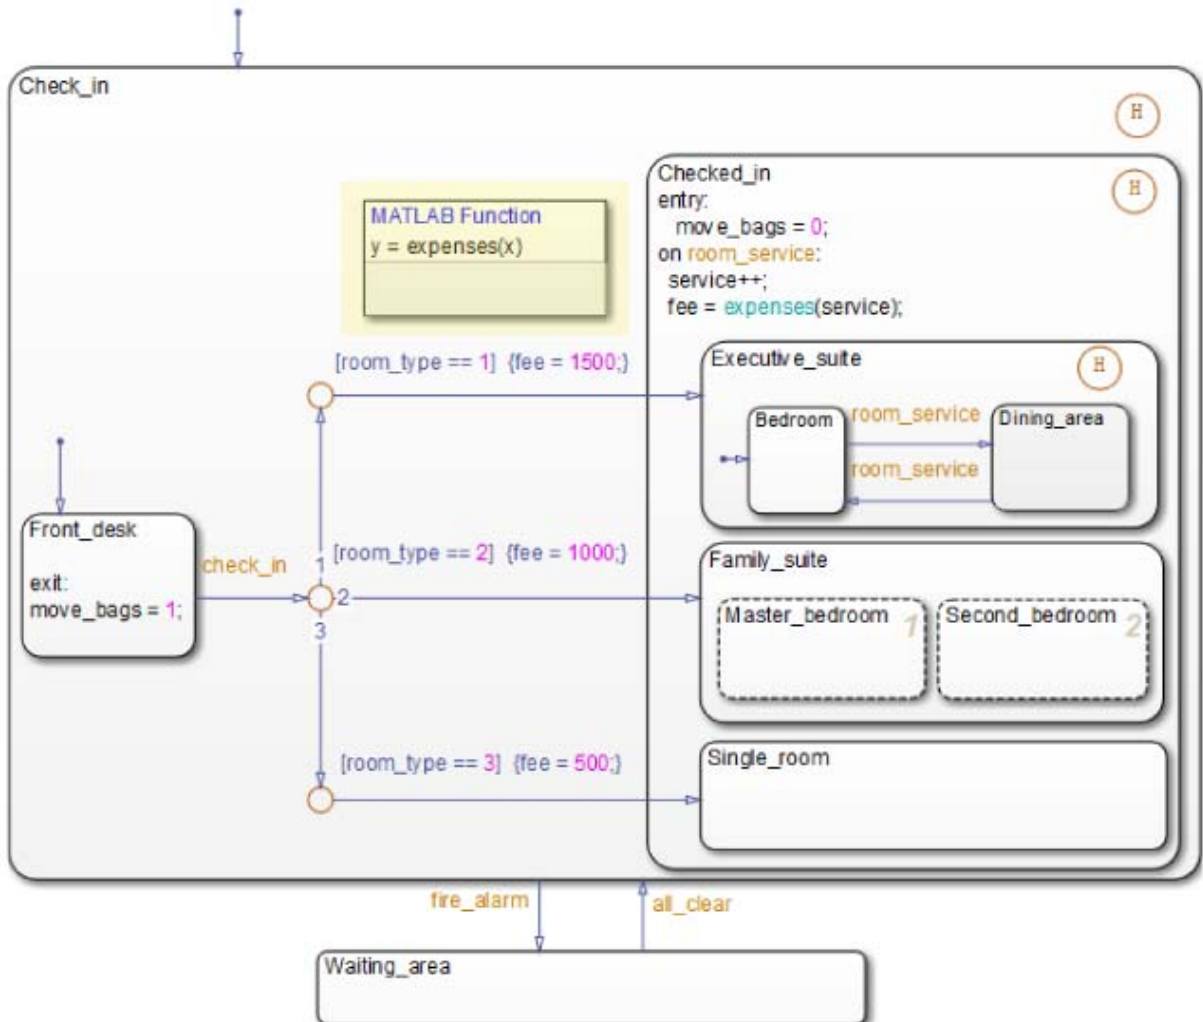 Check_in
H
Checked_in
H
entry:
move_bags = 0;
on room_service:
service++;
fee = expenses(service);
MATLAB Function
y = expenses(x)
[room_type == 1] {fee = 1500;}
Executive_suite
H
Bedroom
room_service
Dining_area
room_service
Front_desk
exit:
move_bags = 1;
check_in
1
2
3
[room_type == 2] {fee = 1000;}
Family_suite
Master_bedroom 1
Second_bedroom 2
[room_type == 3] {fee = 500;}
Single_room
fire_alarm
all_clear
Waiting_area